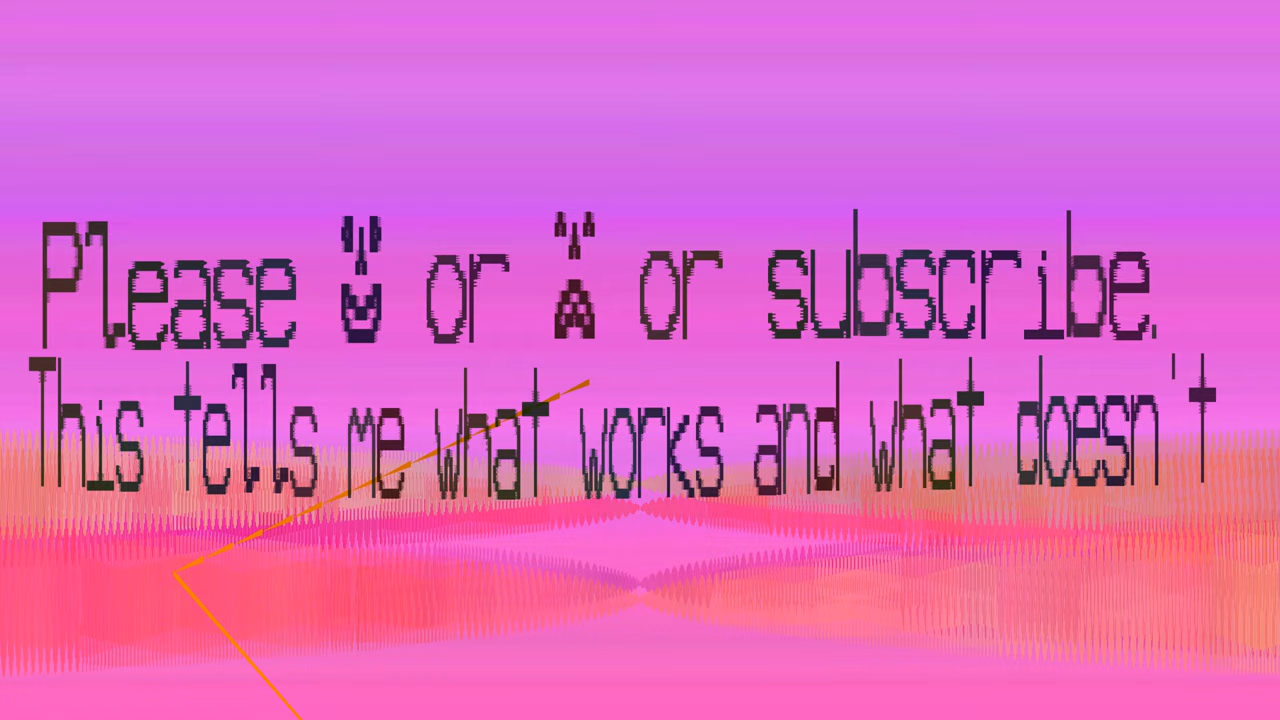 Please or or subscribe.
This tells me what works and what doesn't